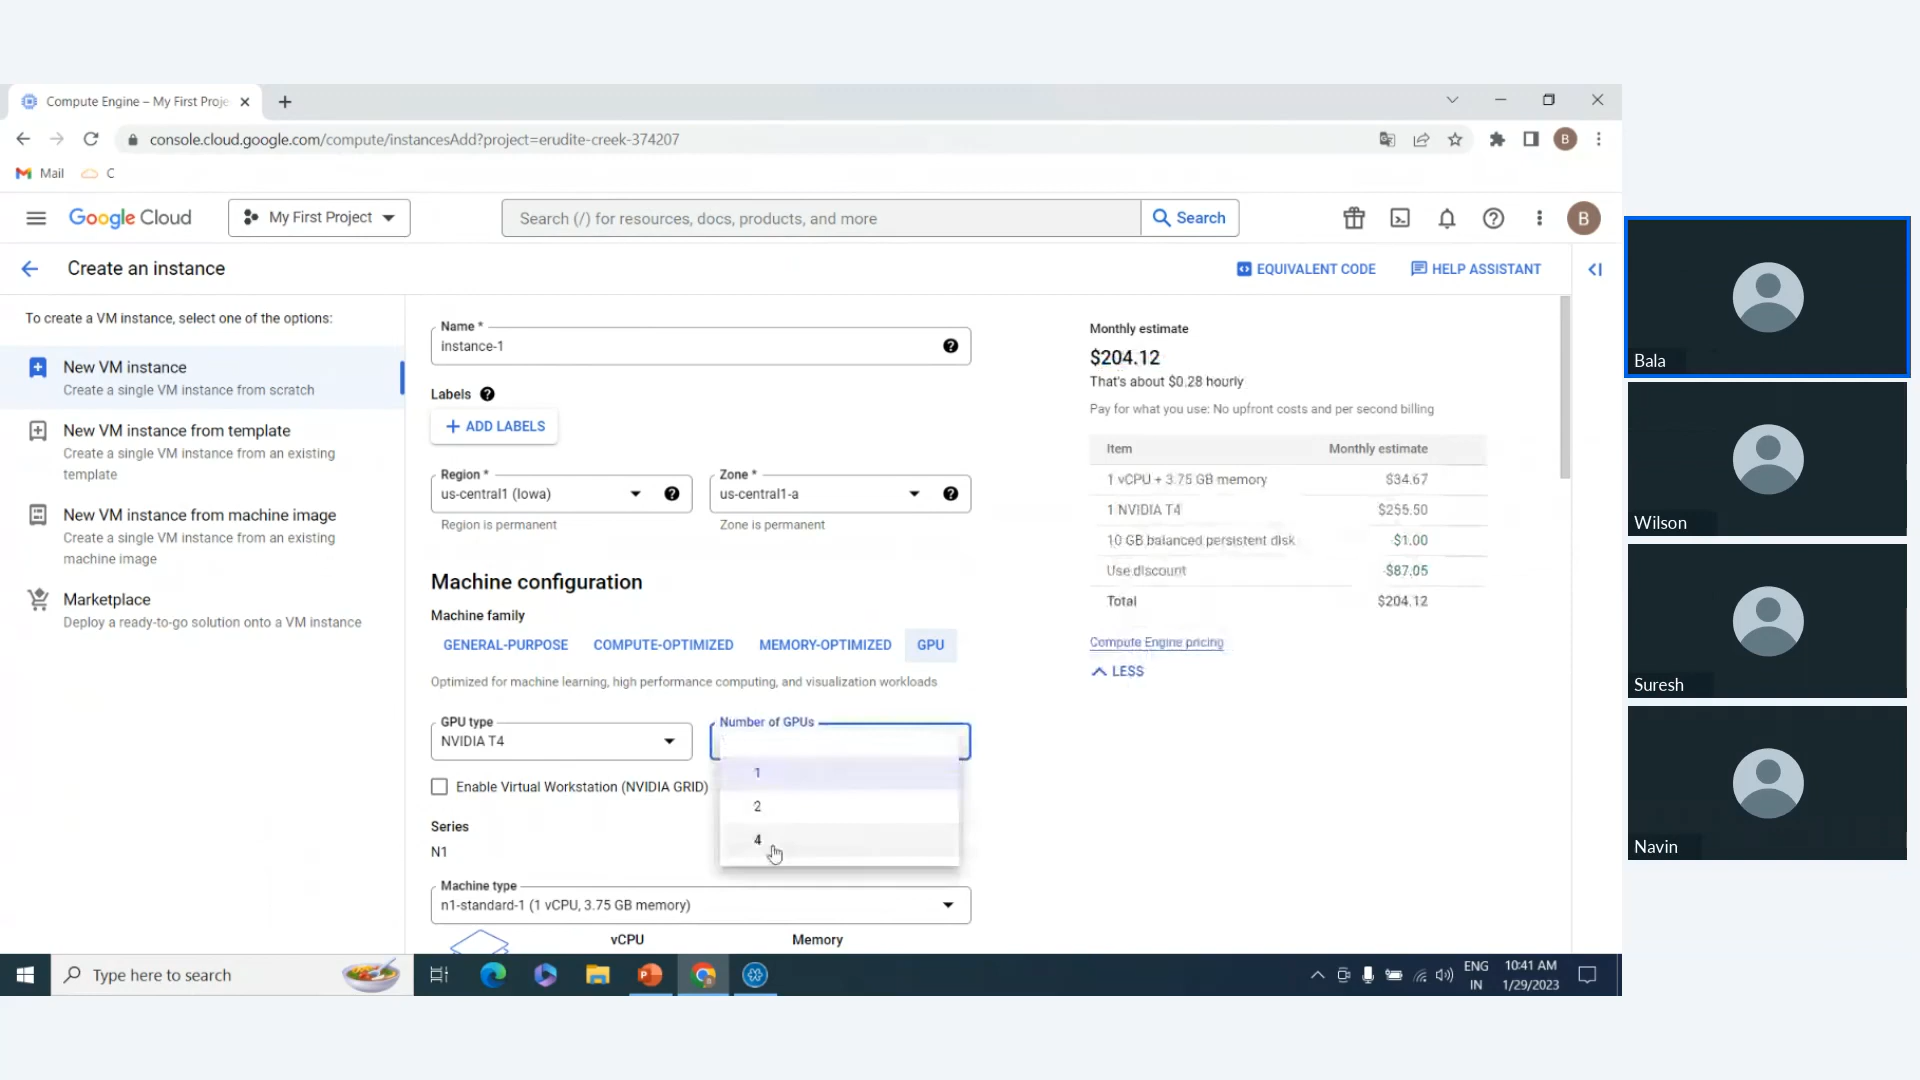 Compute Engine – My First Proje
console.cloud.google.com/compute/instancesAdd?project=erudite-creek-374207
B
Mail
C
Google Cloud
My First Project
Search (/) for resources, docs, products, and more
Search
B
Create an instance
EQUIVALENT CODE
HELP ASSISTANT
To create a VM instance, select one of the options:
New VM instance
Create a single VM instance from scratch
New VM instance from template
Create a single VM instance from an existing
template
New VM instance from machine image
Create a single VM instance from an existing
machine image
Marketplace
Deploy a ready-to-go solution onto a VM instance
Name *
instance-1
Labels
ADD LABELS
Region *
us-central1 (Iowa)
Region is permanent
Zone *
us-central1-a
Zone is permanent
Machine configuration
Machine family
GENERAL-PURPOSE
COMPUTE-OPTIMIZED
MEMORY-OPTIMIZED
GPU
Optimized for machine learning, high performance computing, and visualization workloads
GPU type
NVIDIA T4
Number of GPUs
1
2
4
Enable Virtual Workstation (NVIDIA GRID)
Series
N1
Machine type
n1-standard-1 (1 vCPU, 3.75 GB memory)
vCPU
Memory
Monthly estimate
$204.12
That's about $0.28 hourly
Pay for what you use: No upfront costs and per second billing
Item Monthly estimate
1 vCPU + 3.75 GB memory $34.67
1 NVIDIA T4 $255.50
10 GB balanced persistent disk $1.00
Use discount -$87.05
Total $204.12
Compute Engine pricing
LESS
Bala
Wilson
Suresh
Navin
Type here to search
ENG
IN
10:41 AM
1/29/2023